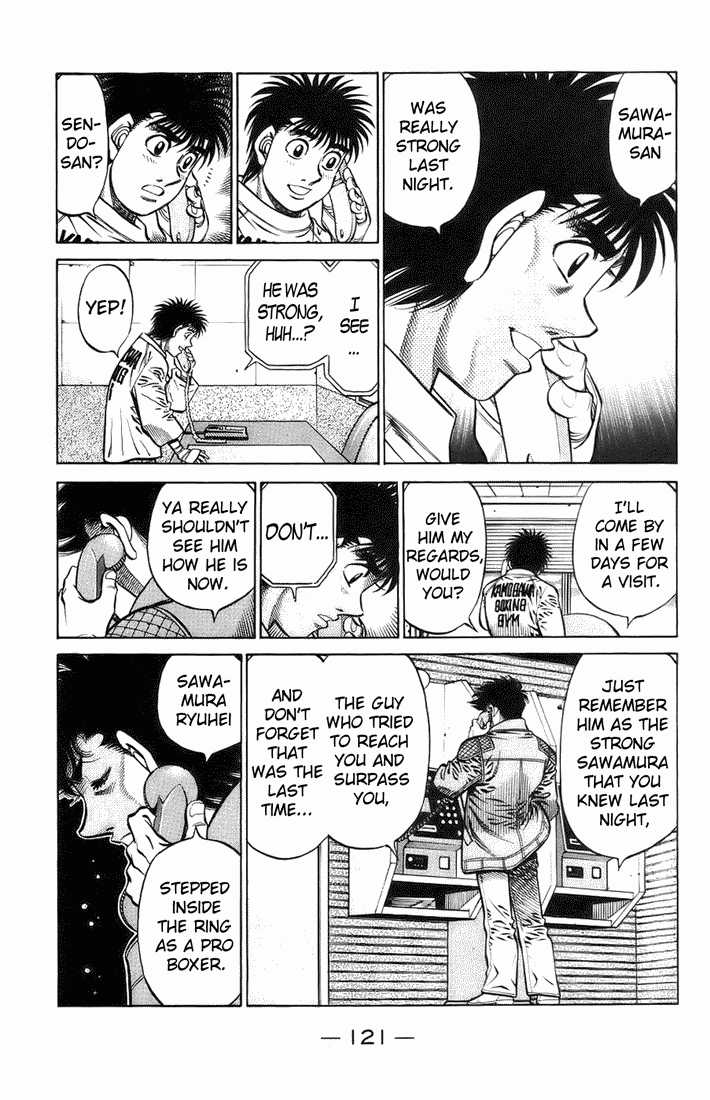 SAWA-
MURA-
SAN
WAS
REALLY
STRONG
LAST
NIGHT.
SEN-
DO-
SAN?
I
SEE
...
HE WAS
STRONG,
HUH...?
YEP!
I'LL
COME BY
IN A FEW
DAYS FOR
A VISIT.
GIVE
HIM MY
REGARDS,
WOULD
YOU?
KAMOGAWA
BOXING
GYM
DON'T...
YA REALLY
SHOULDN'T
SEE HIM
HOW HE IS
NOW.
JUST
REMEMBER
HIM AS THE
STRONG
SAWAMURA
THAT YOU
KNEW LAST
NIGHT,
THE GUY
WHO TRIED
TO REACH
YOU AND
SURPASS
YOU,
AND
DON'T
FORGET
THAT
WAS THE
LAST
TIME...
SAWA-
MURA
RYUHEI
STEPPED
INSIDE
THE RING
AS A PRO
BOXER.
— 121 —